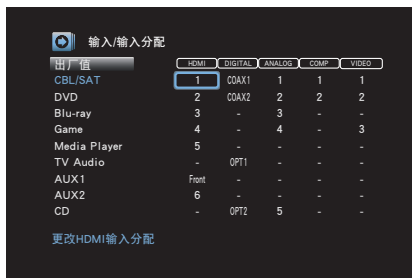 输入/输入分配
出厂值 HDMI DIGITAL ANALOG COMP VIDEO
CBL/SAT 1 COAX1 1 1 1
DVD 2 COAX2 2 2 2
Blu-ray 3 - 3 - -
Game 4 - 4 - 3
Media Player 5 - - - -
TV Audio - OPT1 - - -
AUX1 Front - - - -
AUX2 6 - - - -
CD - OPT2 5 - -
更改HDMI输入分配